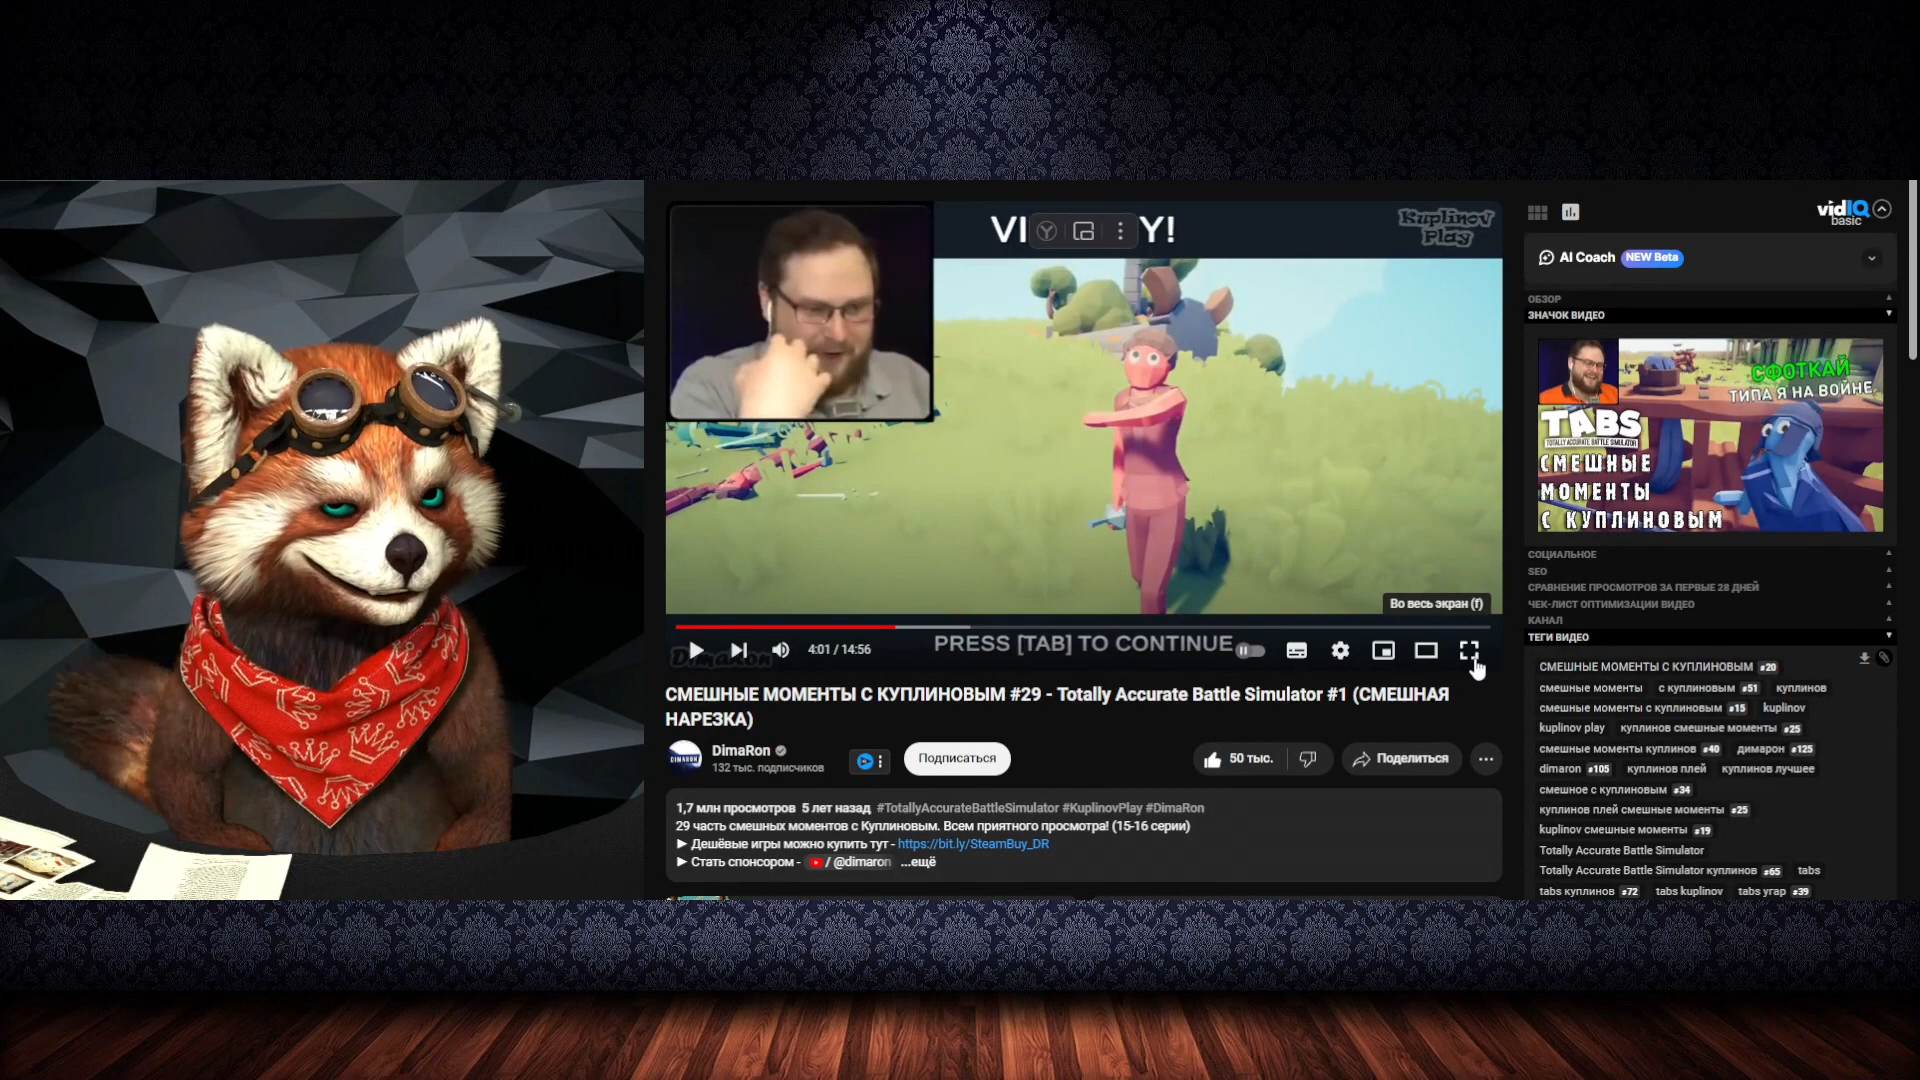 VI Y!
Kuplinov
Play
Во весь экран (f)
4:01 / 14:56
PRESS [TAB] TO CONTINUE
DimaRon
СМЕШНЫЕ МОМЕНТЫ С КУПЛИНОВЫМ #29 - Totally Accurate Battle Simulator #1 (СМЕШНАЯ
НАРЕЗКА)
DIMARON
DimaRon
132 тыс. подписчиков
Подписаться
50 тыс.
Поделиться
1,7 млн просмотров 5 лет назад #TotallyAccurateBattleSimulator #KuplinovPlay #DimaRon
29 часть смешных моментов с Куплиновым. Всем приятного просмотра! (15-16 серии)
► Дешёвые игры можно купить тут - https://bit.ly/SteamBuy_DR
► Стать спонсором - / @dimaron ...ещё
vidIQ
basic
AI Coach NEW Beta
ОБЗОР
ЗНАЧОК ВИДЕО
СФОТКАЙ
ТИПА Я НА ВОЙНЕ
TABS
TOTALLY ACCURATE BATTLE SIMULATOR
СМЕШНЫЕ
МОМЕНТЫ
С КУПЛИНОВЫМ
СОЦИАЛЬНОЕ
SEO
СРАВНЕНИЕ ПРОСМОТРОВ ЗА ПЕРВЫЕ 28 ДНЕЙ
ЧЕК-ЛИСТ ОПТИМИЗАЦИИ ВИДЕО
КАНАЛ
ТЕГИ ВИДЕО
СМЕШНЫЕ МОМЕНТЫ С КУПЛИНОВЫМ #20
смешные моменты с куплиновым #51 куплинов
смешные моменты с куплиновым #15 kuplinov
kuplinov play куплинов смешные моменты #25
смешные моменты куплинов #40 димарон #125
dimaron #105 куплинов плей куплинов лучшее
смешное с куплиновым #34
куплинов плей смешные моменты #25
kuplinov смешные моменты #19
Totally Accurate Battle Simulator
Totally Accurate Battle Simulator куплинов #65 tabs
tabs куплинов #72 tabs kuplinov tabs угар #39